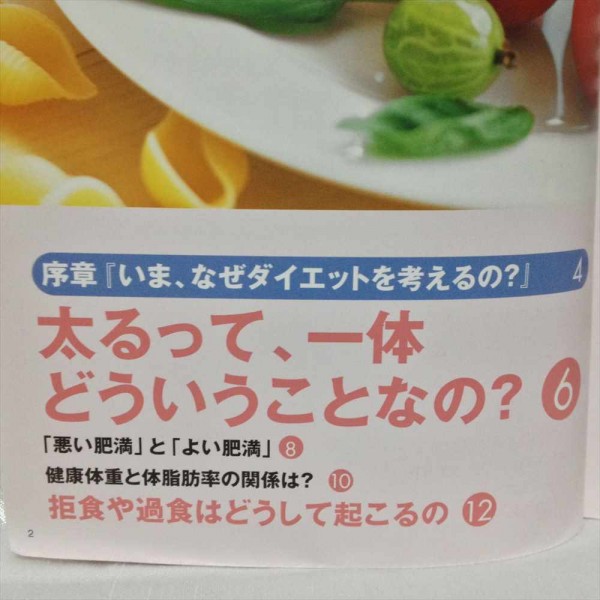 序章『いま、なぜダイエットを考えるの?』 4
太るって、一体
どういうことなの? 6
「悪い肥満」と「よい肥満」 8
健康体重と体脂肪率の関係は? 10
拒食や過食はどうして起こるの 12
2